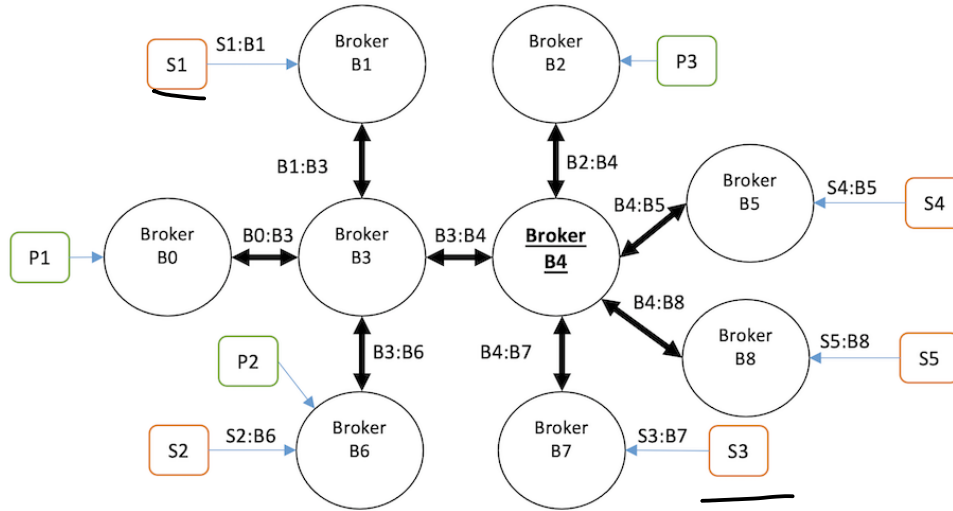 S1
S1:B1
Broker
B1
Broker
B2
P3
B1:B3
B2:B4
P1
Broker
B0
B0:B3
Broker
B3
B3:B4
Broker
B4
B4:B5
Broker
B5
S4:B5
S4
B4:B8
Broker
B8
S5:B8
S5
P2
B3:B6
B4:B7
S2
S2:B6
Broker
B6
Broker
B7
S3:B7
S3